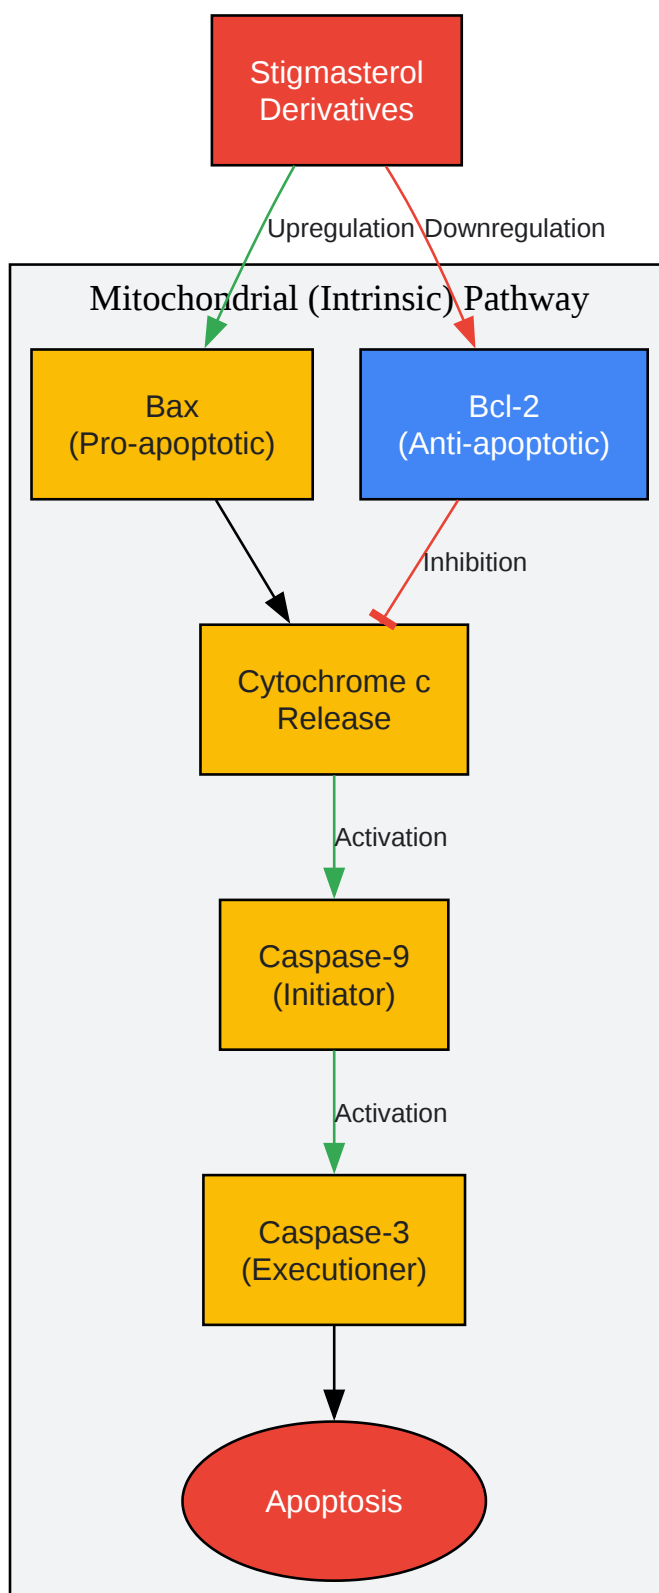 Stigmasterol
Derivatives
Upregulation
Downregulation
Mitochondrial (Intrinsic) Pathway
Bax
(Pro-apoptotic)
Bcl-2
(Anti-apoptotic)
Inhibition
Cytochrome c
Release
Activation
Caspase-9
(Initiator)
Activation
Caspase-3
(Executioner)
Apoptosis